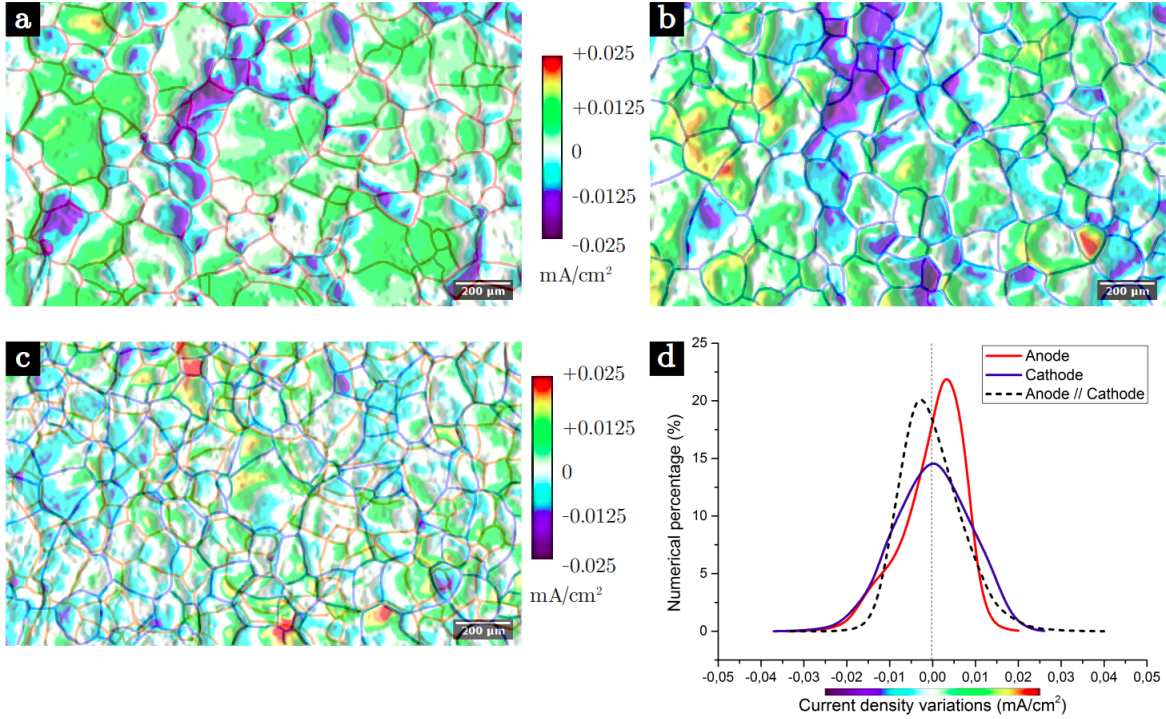 a
+0.025
+0.0125
0
-0.0125
-0.025
mA/cm²
200 µm
b
200 µm
c
+0.025
+0.0125
0
-0.0125
-0.025
mA/cm²
200 µm
d
Anode
Cathode
Anode // Cathode
Numerical percentage (%)
25
20
15
10
5
0
-0,05 -0,04 -0,03 -0,02 -0,01 0,00 0,01 0,02 0,03 0,04 0,05
Current density variations (mA/cm²)